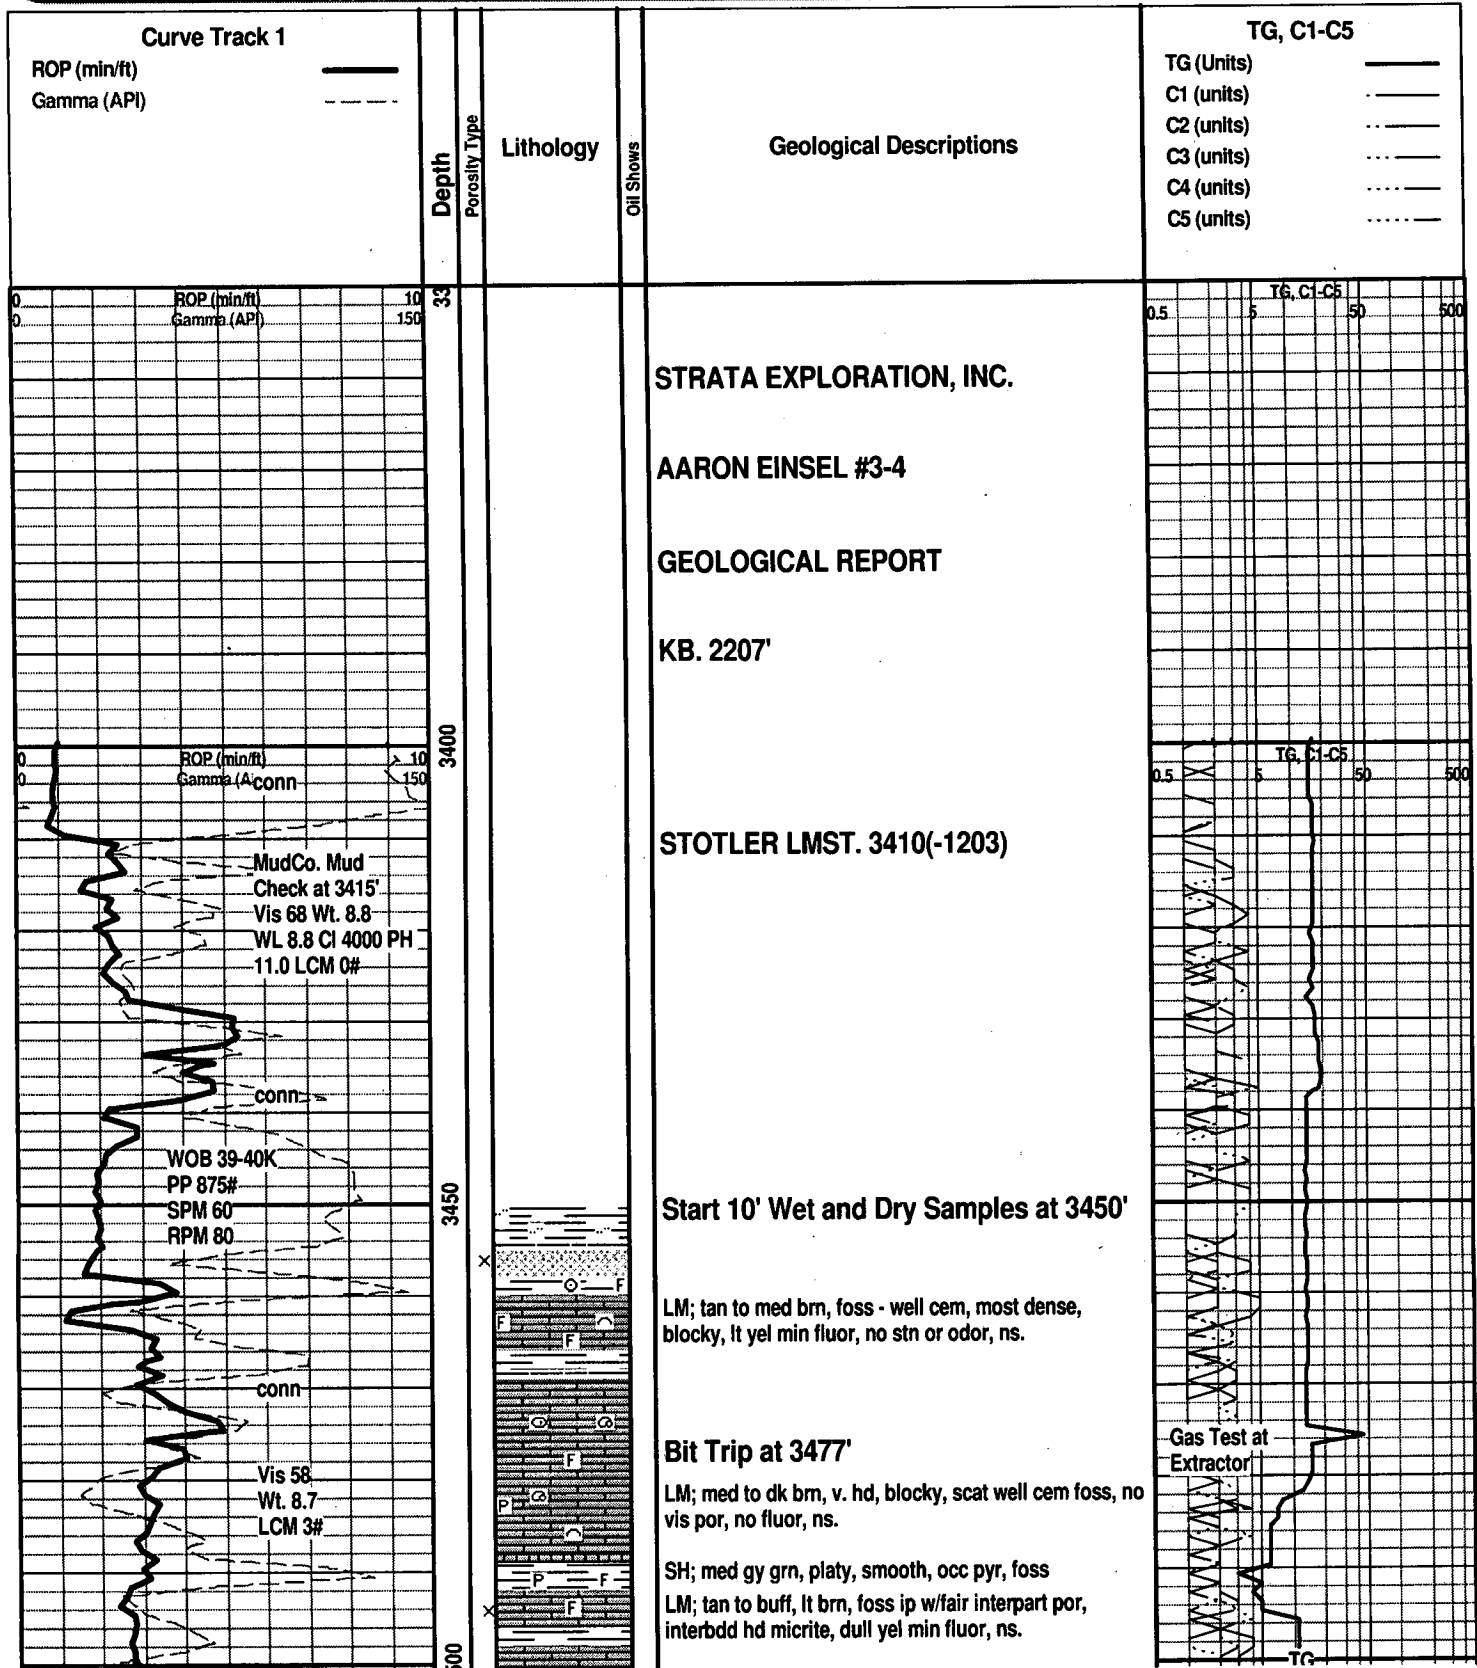 Curve Track 1
ROP (min/ft)
Gamma (API)
Depth
Porosity Type
Lithology
Oil Shows
Geological Descriptions
TG, C1-C5
TG (Units)
C1 (units)
C2 (units)
C3 (units)
C4 (units)
C5 (units)
0 ROP (min/ft) 10
0 Gamma (API) 150
33
TG, C1-C5
0.5 5 50 500
STRATA EXPLORATION, INC.
AARON EINSEL #3-4
GEOLOGICAL REPORT
KB. 2207'
3400
0 ROP (min/ft) 10
0 Gamma (A 150
conn
TG, C1-C5
0.5 5 50 500
STOTLER LMST. 3410(-1203)
MudCo. Mud
Check at 3415'
Vis 68 Wt. 8.8
WL 8.8 Cl 4000 PH
11.0 LCM 0#
conn
WOB 39-40K
PP 875#
SPM 60
RPM 80
3450
Start 10' Wet and Dry Samples at 3450'
F
LM; tan to med brn, foss - well cem, most dense,
blocky, lt yel min fluor, no stn or odor, ns.
F
F
conn
Bit Trip at 3477'
Gas Test at
Extractor
F
Vis 58
Wt. 8.7
LCM 3#
LM; med to dk brn, v. hd, blocky, scat well cem foss, no
vis por, no fluor, ns.
P
SH; med gy grn, platy, smooth, occ pyr, foss
P F
LM; tan to buff, lt brn, foss ip w/fair interpart por,
interbdd hd micrite, dull yel min fluor, ns.
F
00
TG